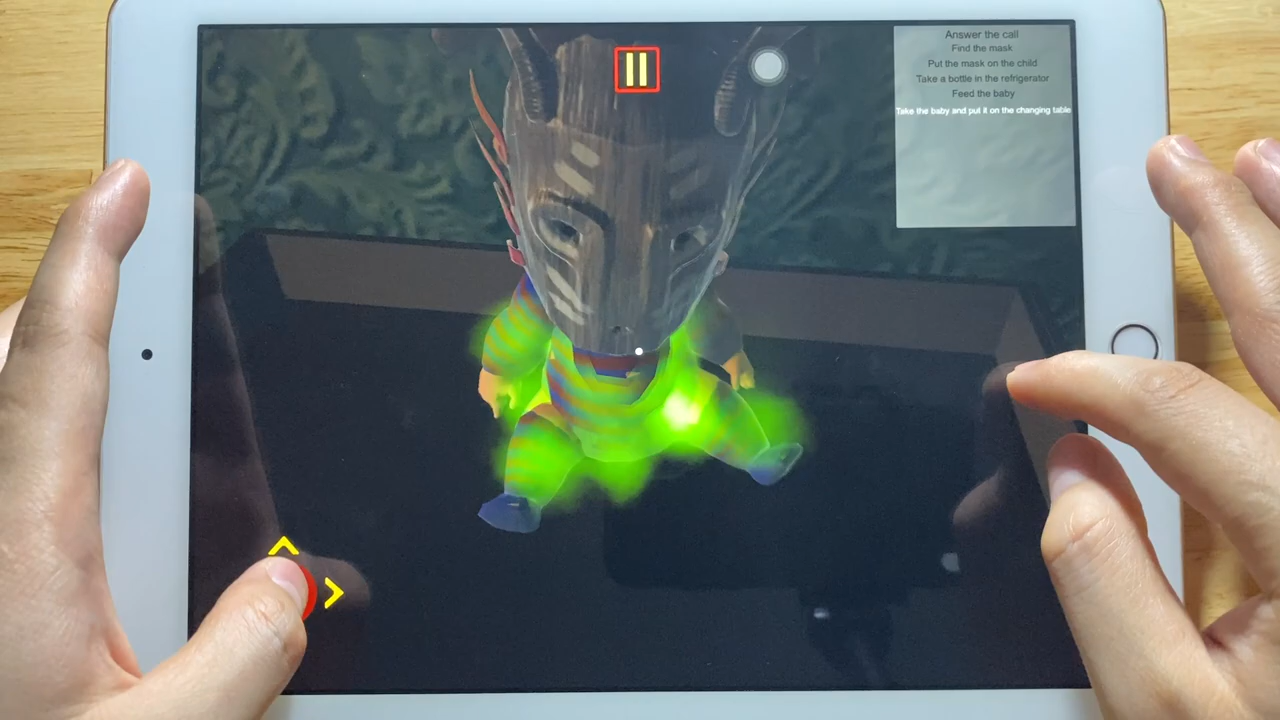 Answer the call
Find the mask
Put the mask on the child
Take a bottle in the refrigerator
Feed the baby
Take the baby and put it on the changing table